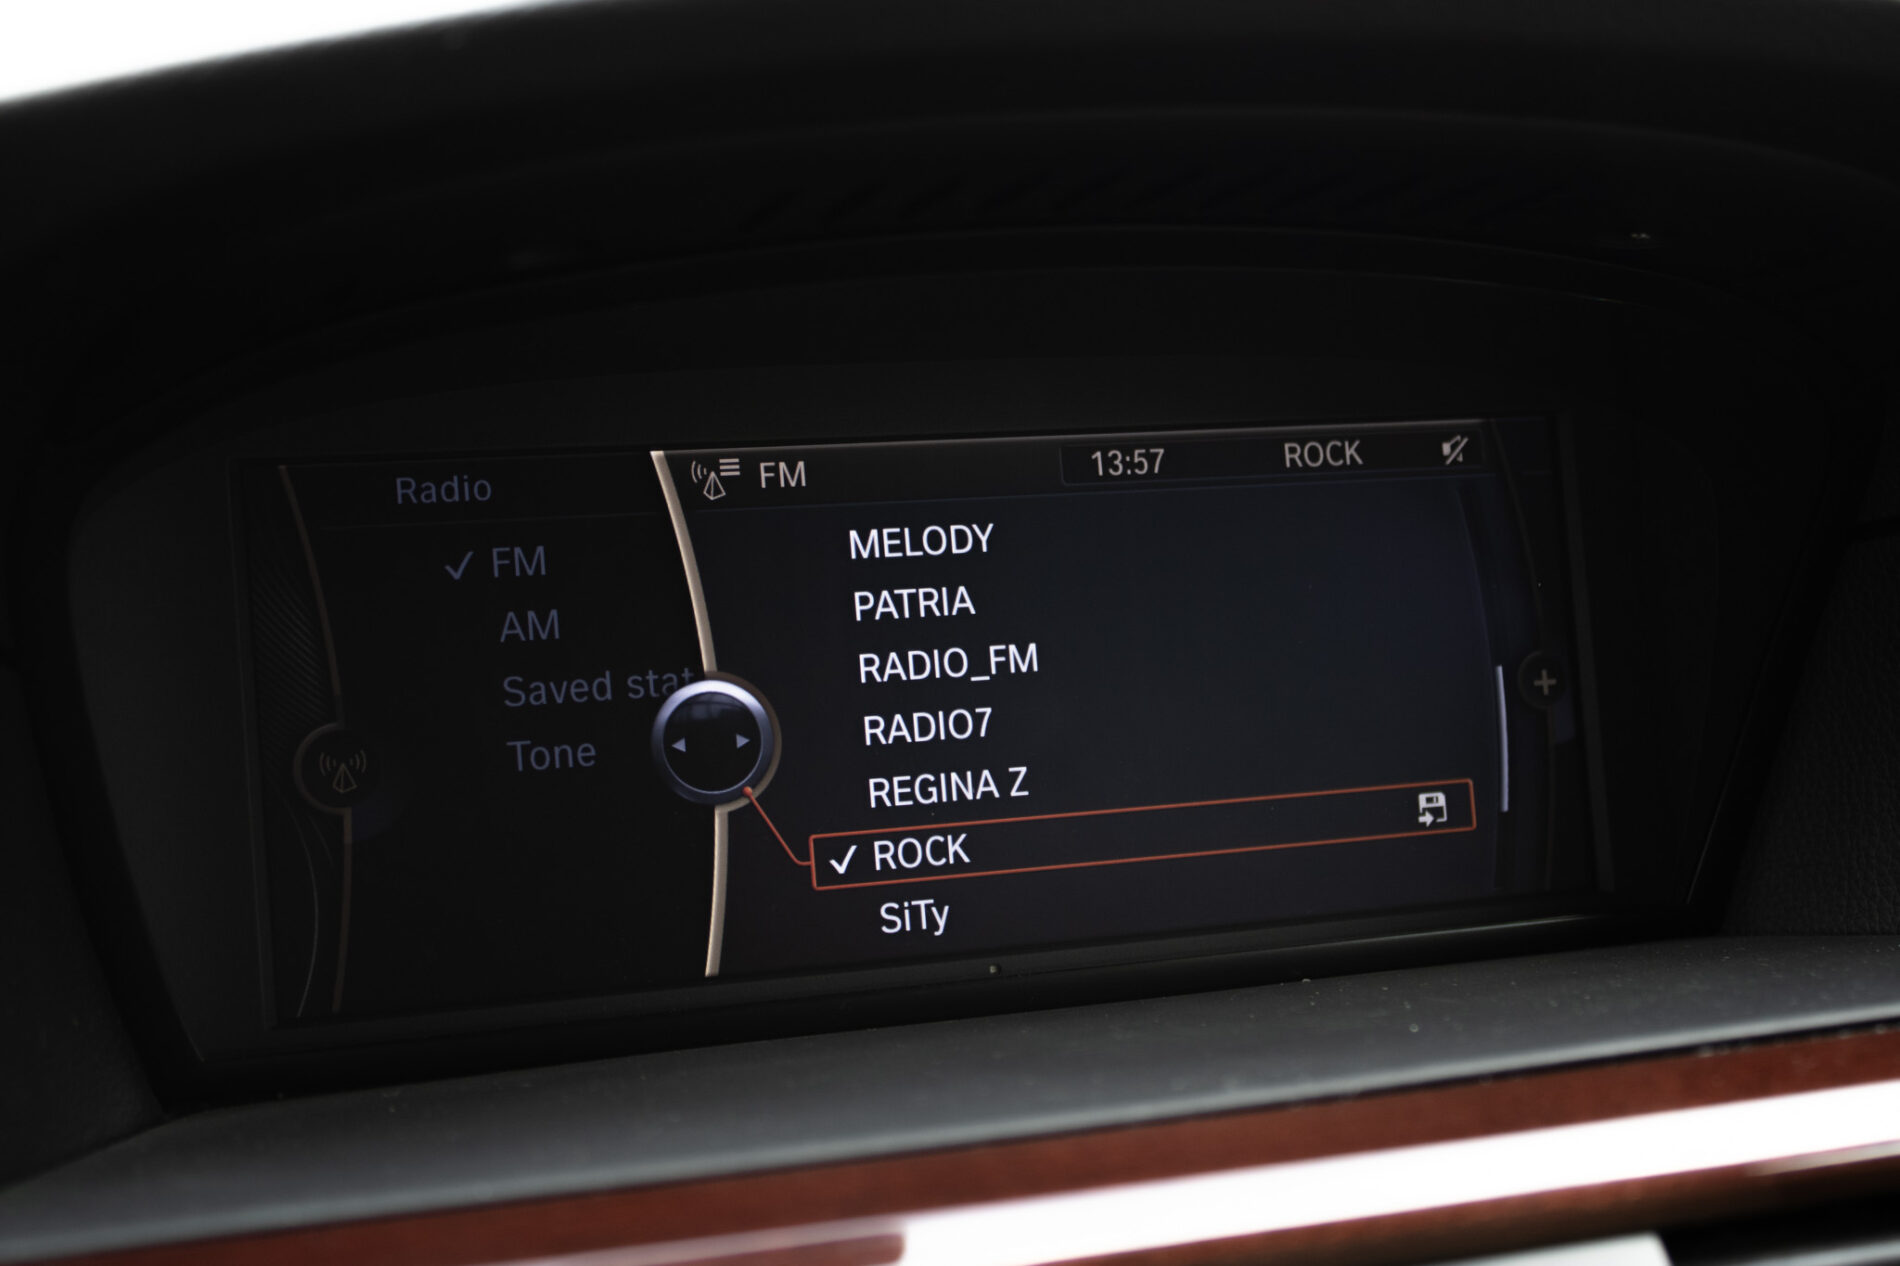 Radio
FM
AM
Saved stat
Tone
FM
13:57
ROCK
MELODY
PATRIA
RADIO_FM
RADIO7
REGINA Z
ROCK
SiTy